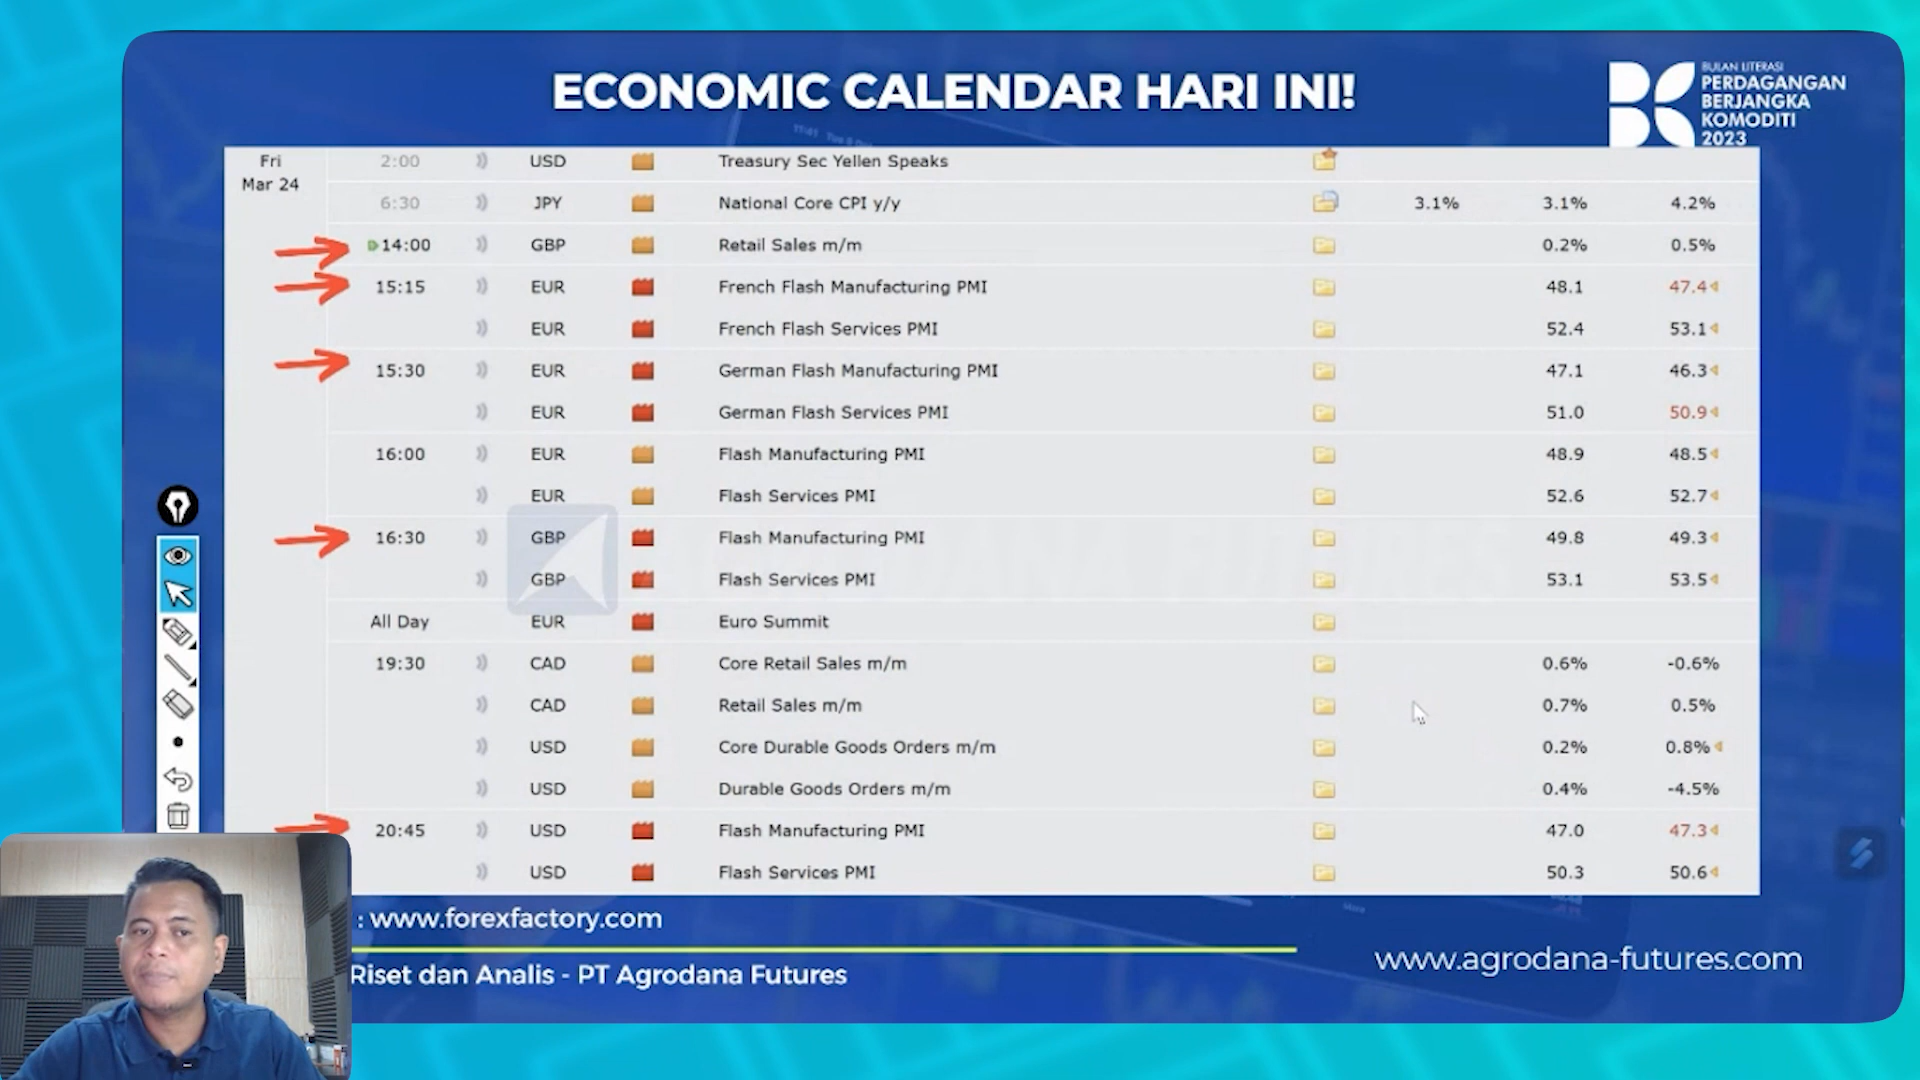 ECONOMIC CALENDAR HARI INI!
BULAN LITERASI
PERDAGANGAN
BERJANGKA
KOMODITI
2023
Fri
Mar 24
2:00 USD Treasury Sec Yellen Speaks
6:30 JPY National Core CPI y/y 3.1% 3.1% 4.2%
14:00 GBP Retail Sales m/m 0.2% 0.5%
15:15 EUR French Flash Manufacturing PMI 48.1 47.4
EUR French Flash Services PMI 52.4 53.1
15:30 EUR German Flash Manufacturing PMI 47.1 46.3
EUR German Flash Services PMI 51.0 50.9
16:00 EUR Flash Manufacturing PMI 48.9 48.5
EUR Flash Services PMI 52.6 52.7
16:30 GBP Flash Manufacturing PMI 49.8 49.3
GBP Flash Services PMI 53.1 53.5
All Day EUR Euro Summit
19:30 CAD Core Retail Sales m/m 0.6% -0.6%
CAD Retail Sales m/m 0.7% 0.5%
USD Core Durable Goods Orders m/m 0.2% 0.8%
USD Durable Goods Orders m/m 0.4% -4.5%
20:45 USD Flash Manufacturing PMI 47.0 47.3
USD Flash Services PMI 50.3 50.6
: www.forexfactory.com
Riset dan Analis - PT Agrodana Futures
www.agrodana-futures.com